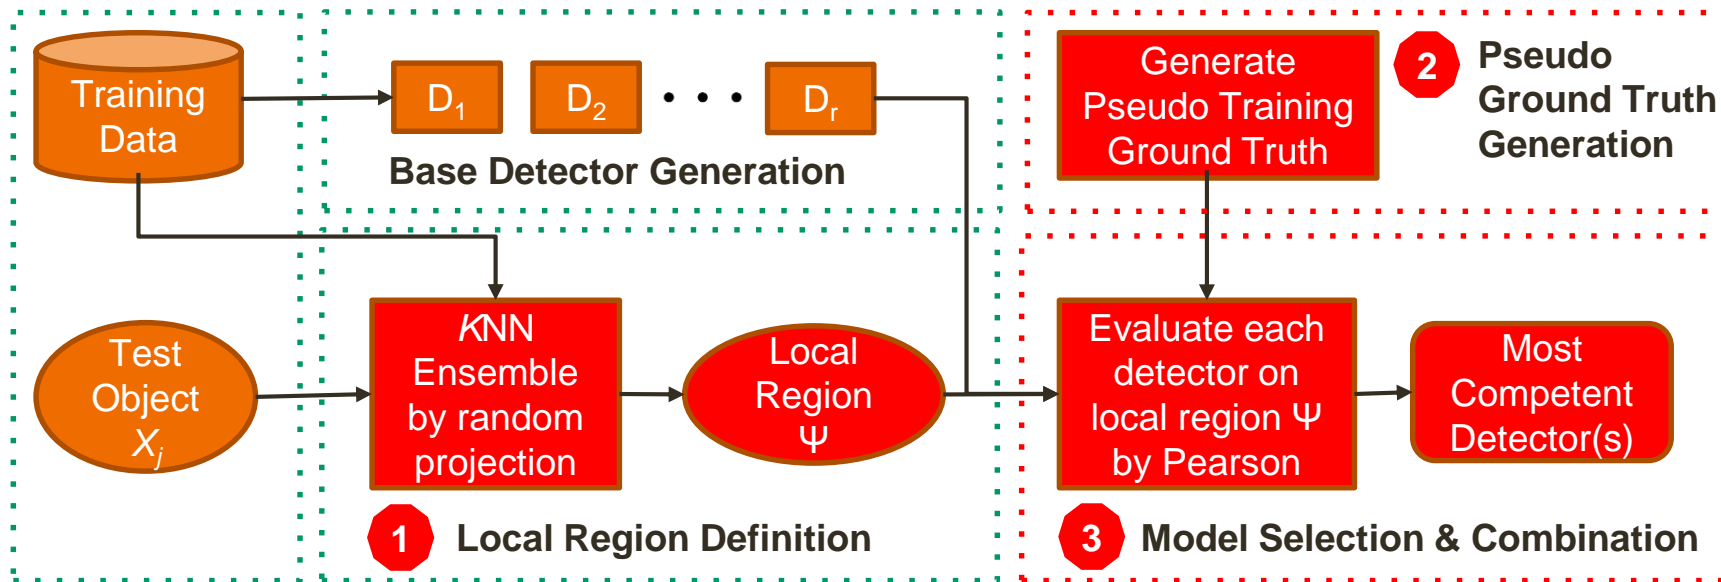 Training
Data
D1
D2
. . .
Dr
Base Detector Generation
Generate
Pseudo Training
Ground Truth
2
Pseudo
Ground Truth
Generation
Test
Object
Xj
KNN
Ensemble
by random
projection
Local
Region
Ψ
1
Local Region Definition
Evaluate each
detector on
local region Ψ
by Pearson
Most
Competent
Detector(s)
3
Model Selection & Combination